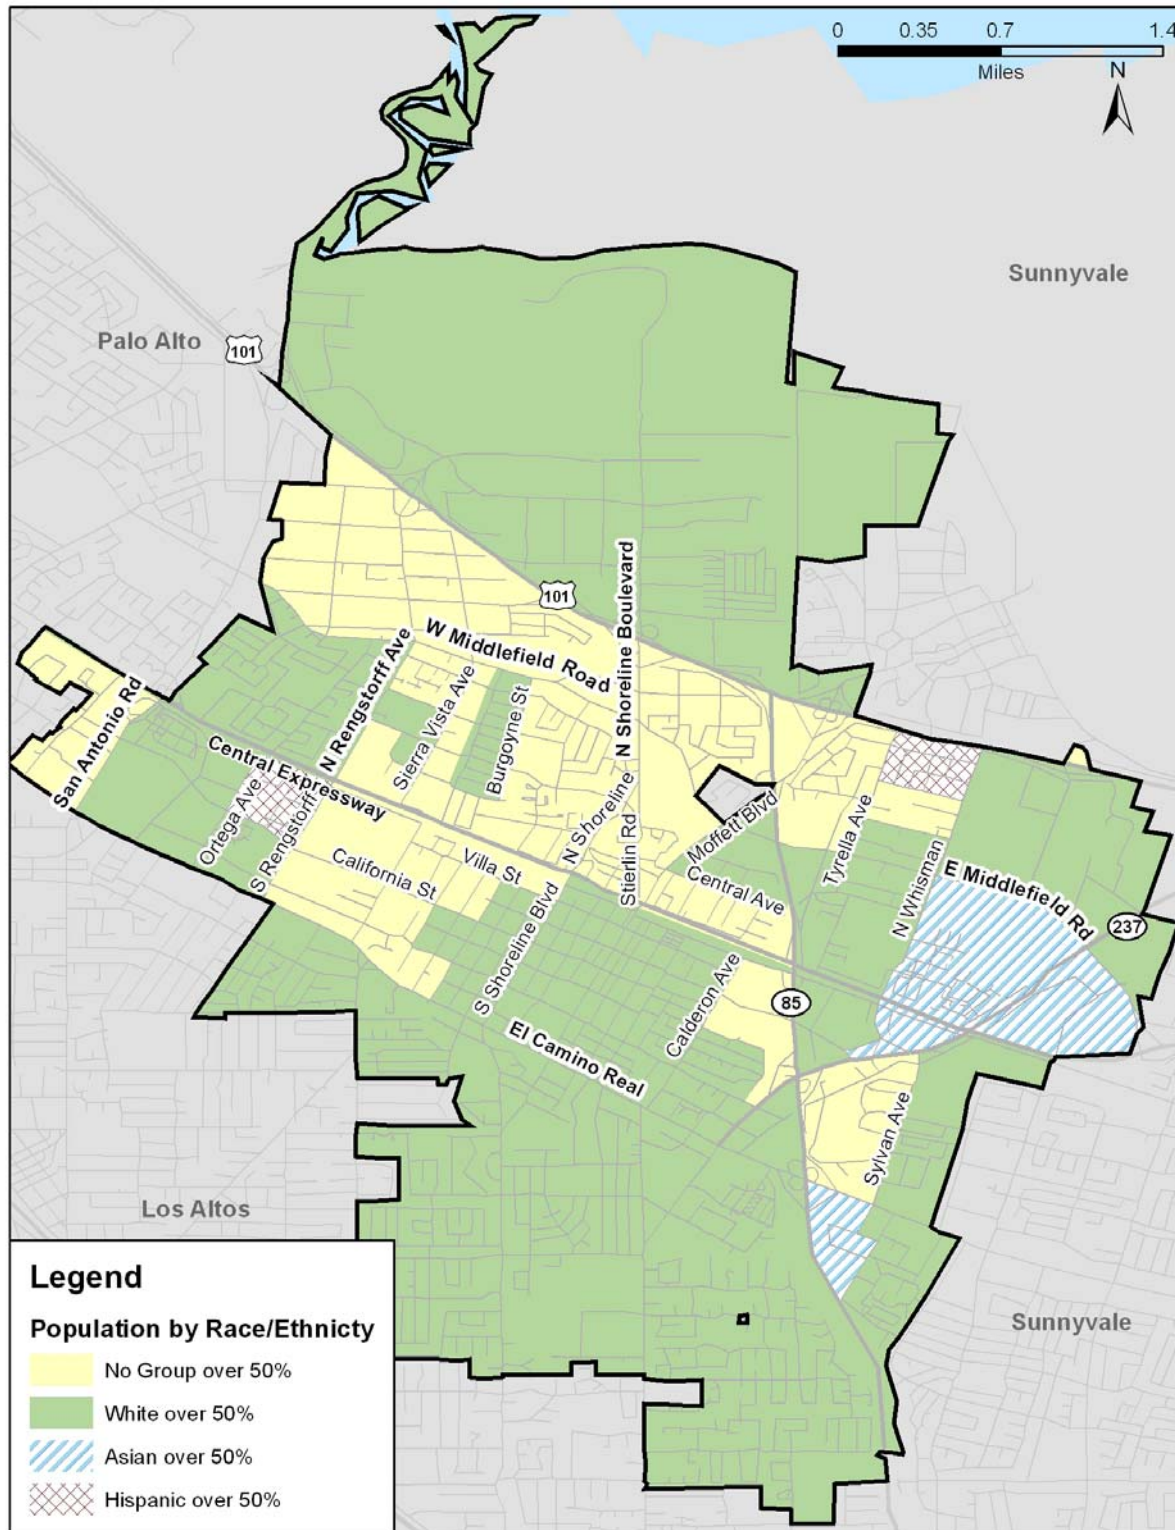 0 0.35 0.7 1.4
Miles
N
Sunnyvale
Palo Alto
101
101
N Shoreline Boulevard
W Middlefield Road
N Rengstorff Ave
Sierra Vista Ave
Burgoyne St
San Antonio Rd
Central Expressway
Ortega Ave
S Rengstorff
California St
Villa St
N Shoreline
Stierlin Rd
Moffett Blvd
Central Ave
Tyrella Ave
N Whisman
E Middlefield Rd
237
S Shoreline Blvd
Calderon Ave
85
El Camino Real
Sylvan Ave
Los Altos
Sunnyvale
Legend
Population by Race/Ethnicty
No Group over 50%
White over 50%
Asian over 50%
Hispanic over 50%